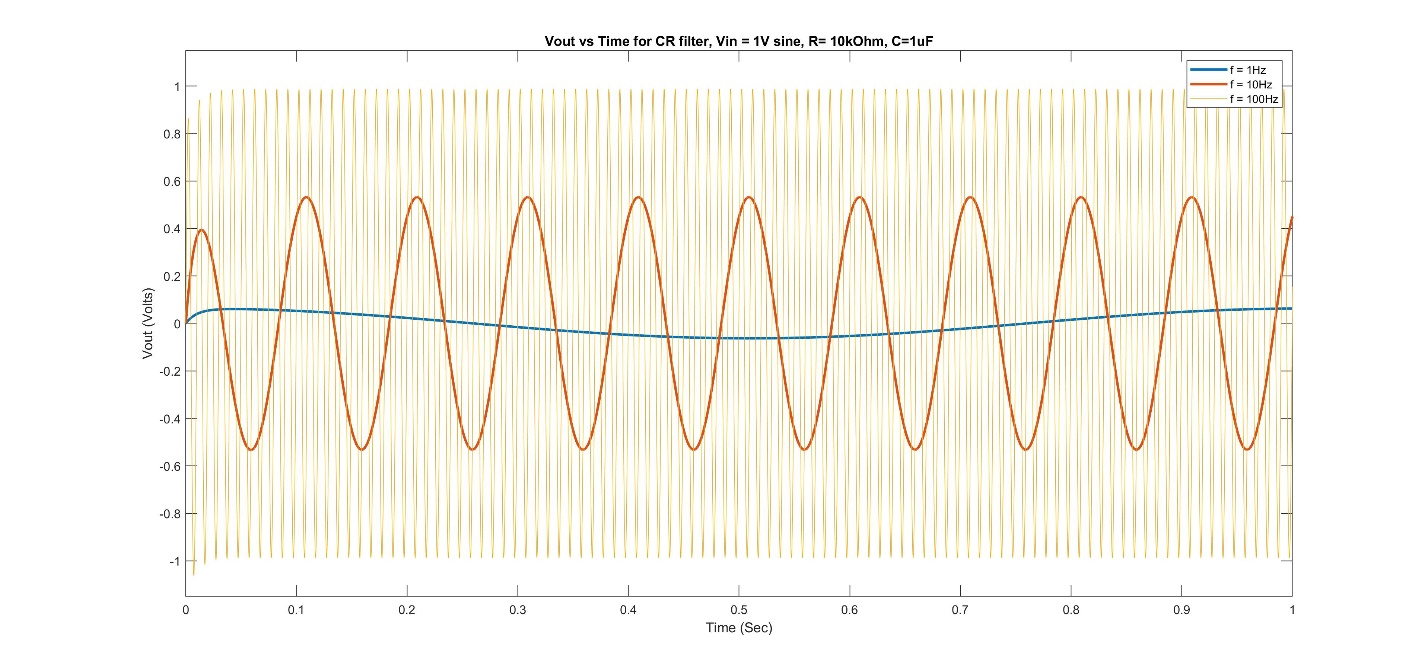 Vout vs Time for CR filter, Vin = 1V sine, R= 10kOhm, C=1uF
f = 1Hz
f = 10Hz
f = 100Hz
1
0.8
0.6
0.4
0.2
0
-0.2
-0.4
-0.6
-0.8
-1
Vout (Volts)
0 0.1 0.2 0.3 0.4 0.5 0.6 0.7 0.8 0.9 1
Time (Sec)